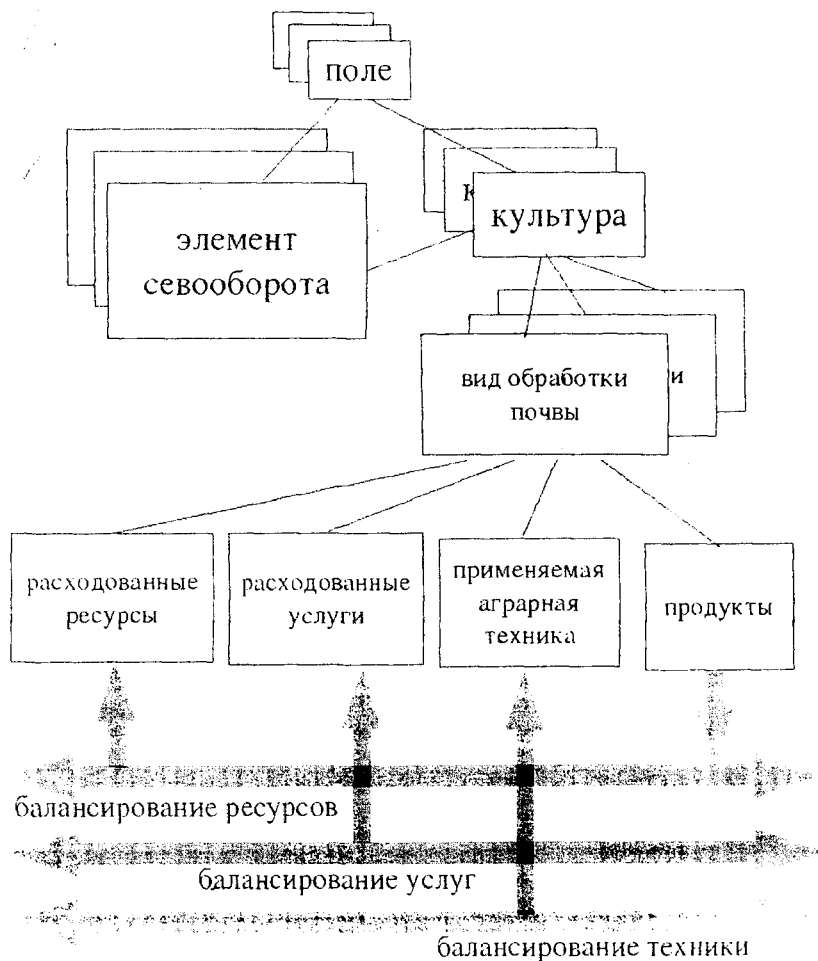 поле
к
культура
элемент
севооборота
вид обработки
и
почвы
расходованные
ресурсы
расходованные
услуги
применяемая
аграрная
техника
продукты
балансирование ресурсов
балансирование услуг
балансирование техники